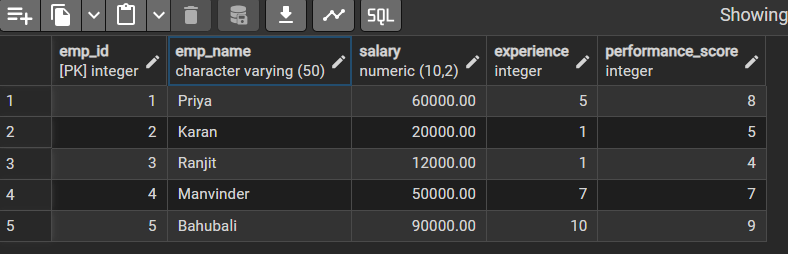 SQL Showing
emp_id emp_name salary experience performance_score
[PK] integer character varying (50) numeric (10,2) integer integer
1 1 Priya 60000.00 5 8
2 2 Karan 20000.00 1 5
3 3 Ranjit 12000.00 1 4
4 4 Manvinder 50000.00 7 7
5 5 Bahubali 90000.00 10 9